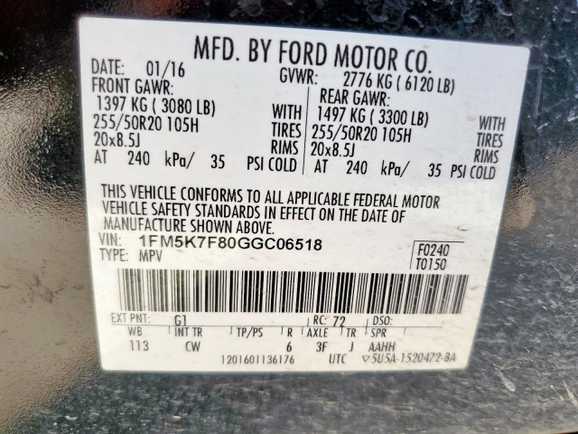 MFD. BY FORD MOTOR CO.
DATE: 01/16 GVWR: 2776 KG ( 6120 LB)
FRONT GAWR: REAR GAWR:
1397 KG ( 3080 LB) WITH 1497 KG ( 3300 LB) WITH
255/50R20 105H TIRES 255/50R20 105H TIRES
20x8.5J RIMS 20x8.5J RIMS
AT 240 kPa/ 35 PSI COLD AT 240 kPa/ 35 PSI COLD
THIS VEHICLE CONFORMS TO ALL APPLICABLE FEDERAL MOTOR
VEHICLE SAFETY STANDARDS IN EFFECT ON THE DATE OF
MANUFACTURE SHOWN ABOVE.
VIN: 1FM5K7F80GGC06518 F0240
TYPE: MPV T0150
EXT PNT: G1 RC: 72 DSO:
WB INT TR TP/PS R AXLE TR SPR
113 CW 6 3F J AAHH
1201601136176 UTC 5U5A-1520472-BA